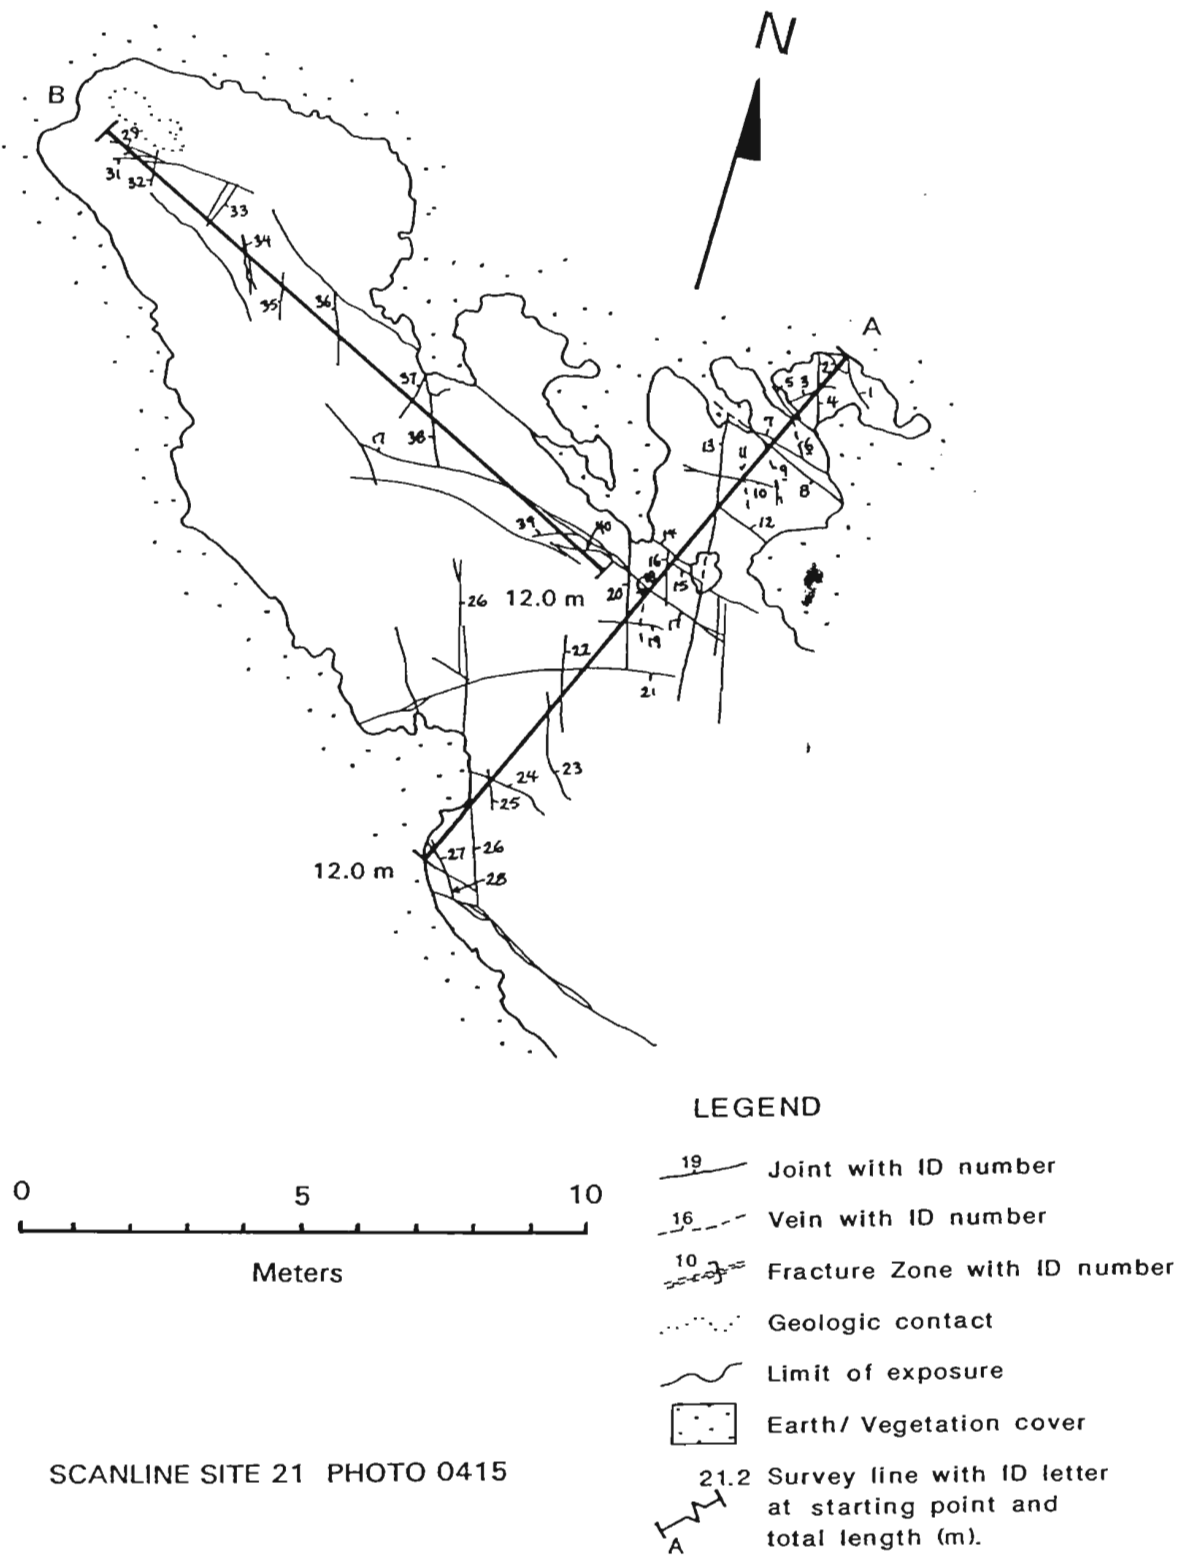 N
B
A
29
31
32
33
34
35
36
37
38
17
39
40
2
5 3
1
4
7
6
13
11
9
8
10
12
14
16
15
18
20
17
19
26 12.0 m
22
21
23
24
25
27
26
28
12.0 m
LEGEND
19 Joint with ID number
16 Vein with ID number
10 Fracture Zone with ID number
Geologic contact
Limit of exposure
Earth/ Vegetation cover
21.2 Survey line with ID letter
at starting point and
total length (m).
A
0 5 10
Meters
SCANLINE SITE 21 PHOTO 0415